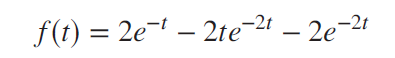 f(t) = 2e⁻ᵗ − 2te⁻²ᵗ − 2e⁻²ᵗ